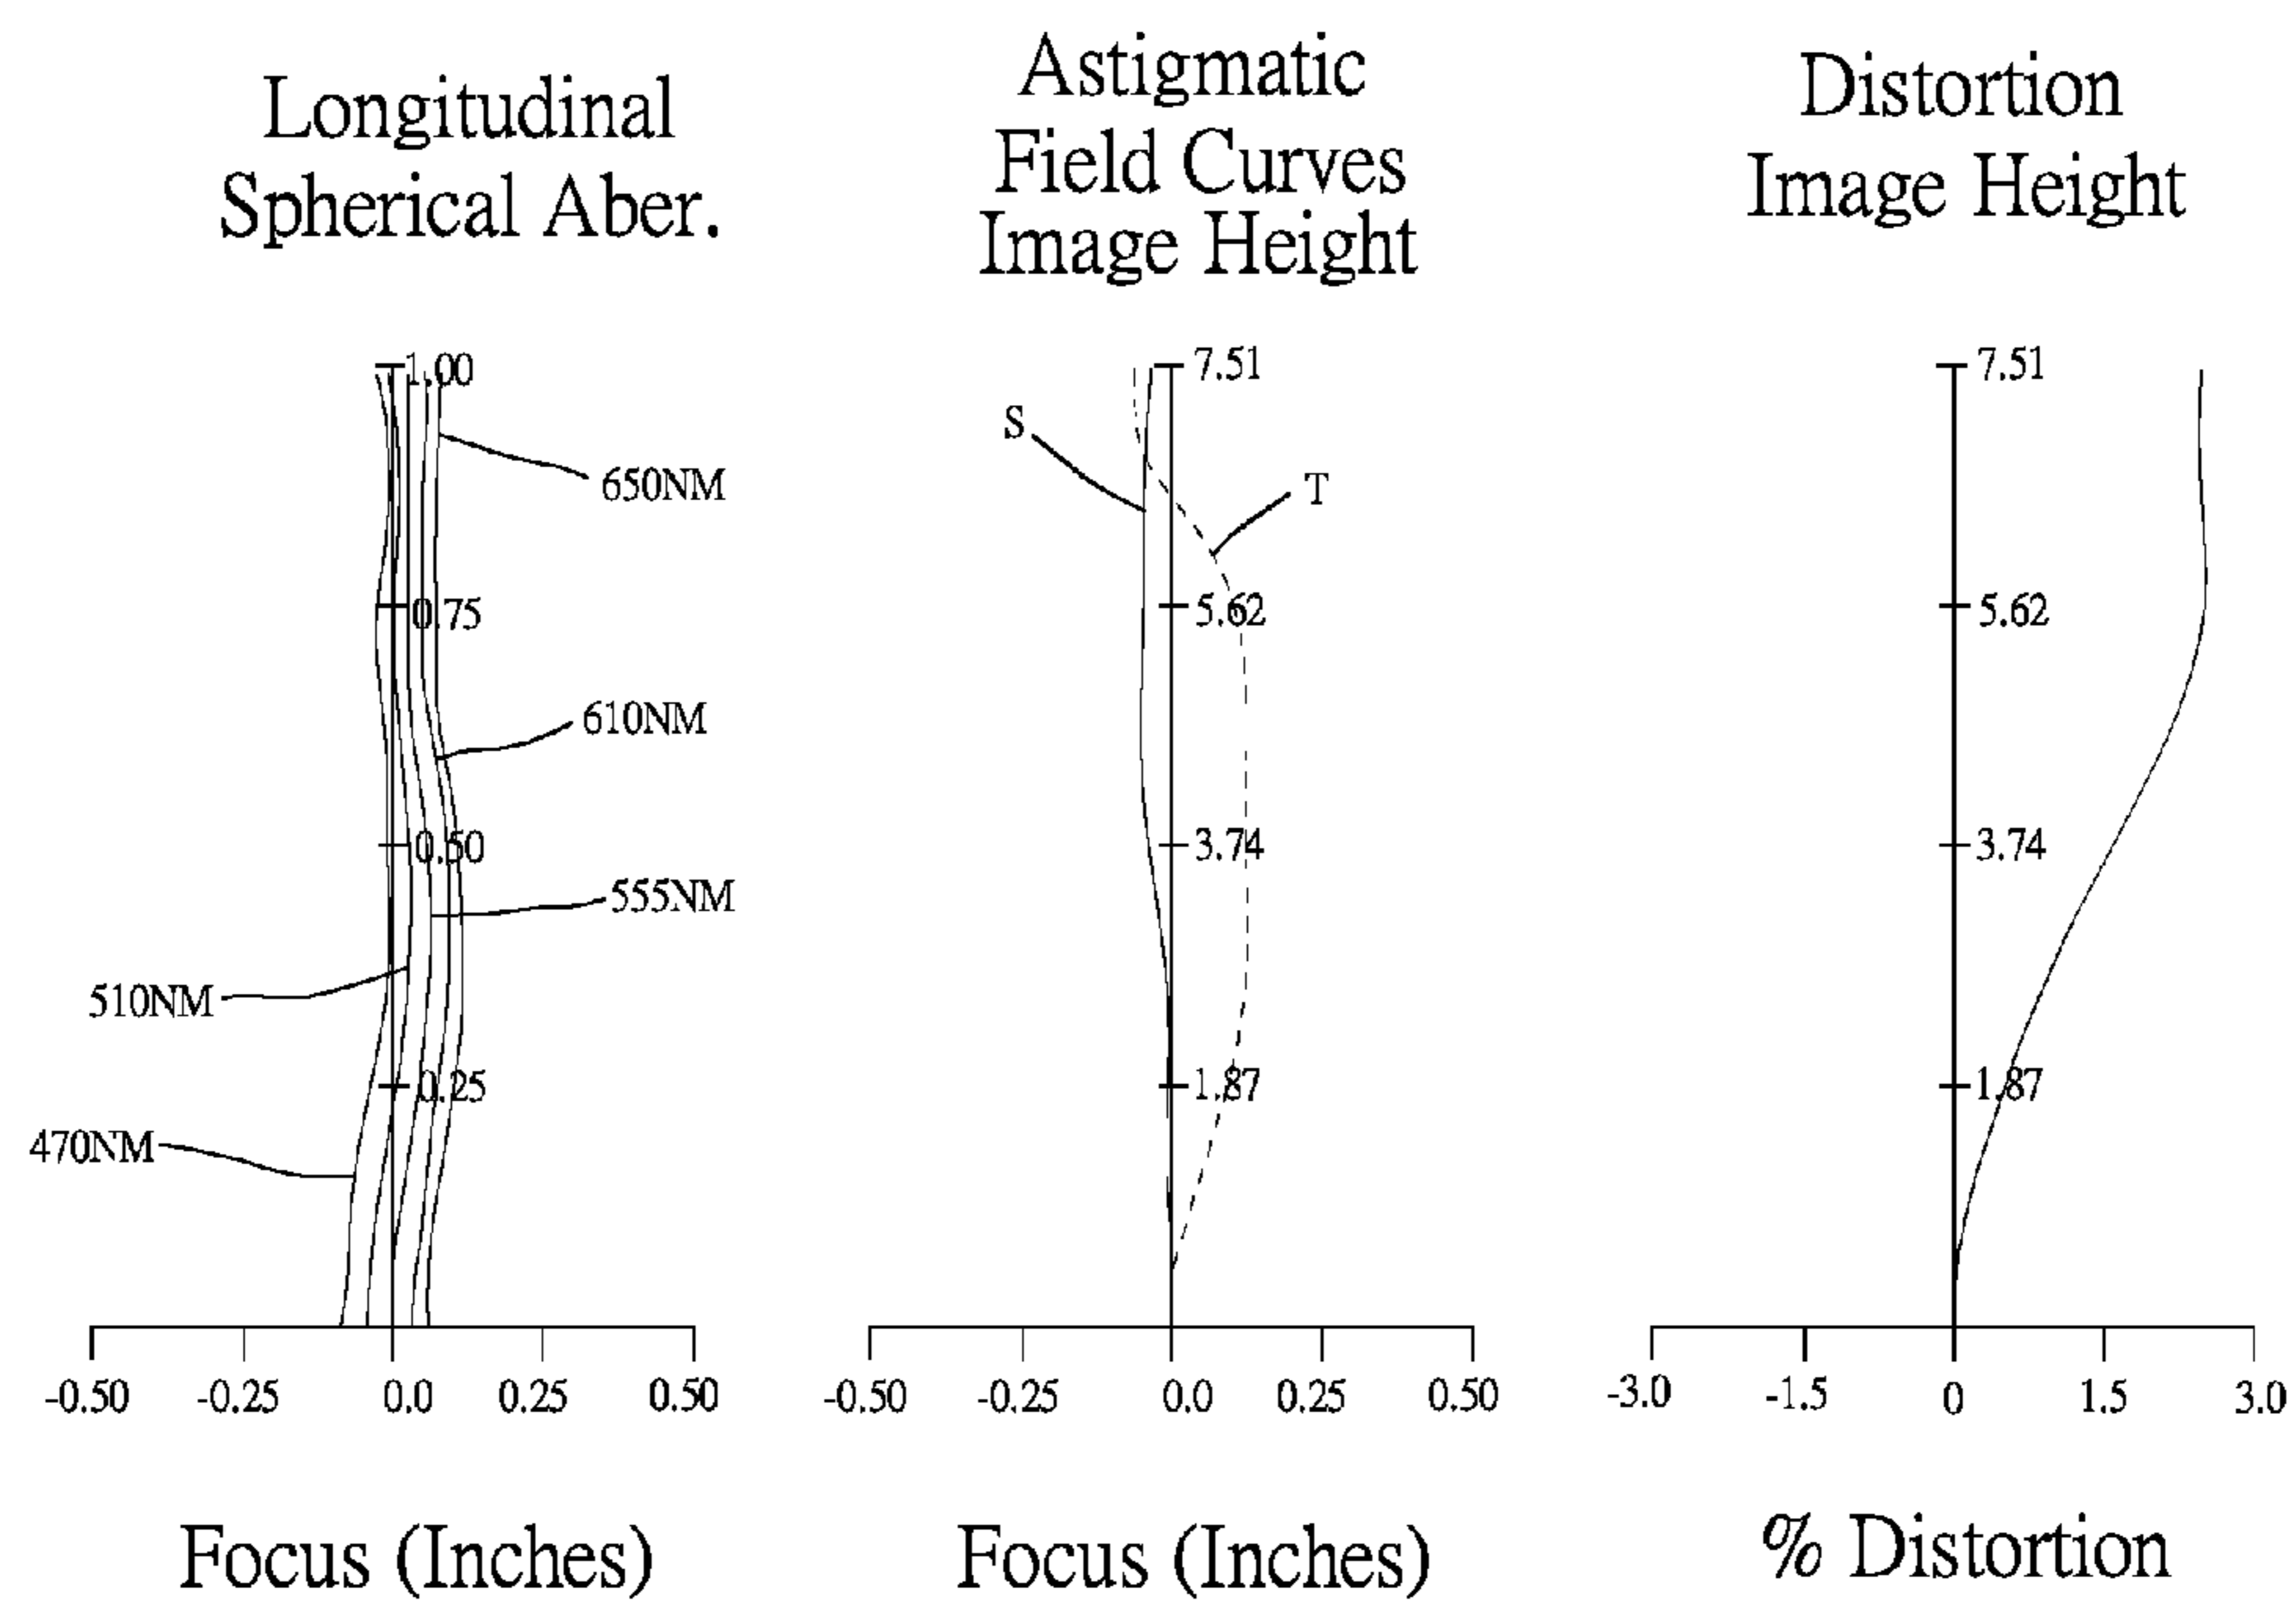 Longitudinal
Spherical Aber.
1.00
650NM
0.75
610NM
0.50
555NM
510NM
0.25
470NM
-0.50 -0.25 0.0 0.25 0.50
Focus (Inches)
Astigmatic
Field Curves
Image Height
7.51
S
T
5.62
3.74
1.87
-0.50 -0.25 0.0 0.25 0.50
Focus (Inches)
Distortion
Image Height
7.51
5.62
3.74
1.87
-3.0 -1.5 0 1.5 3.0
% Distortion